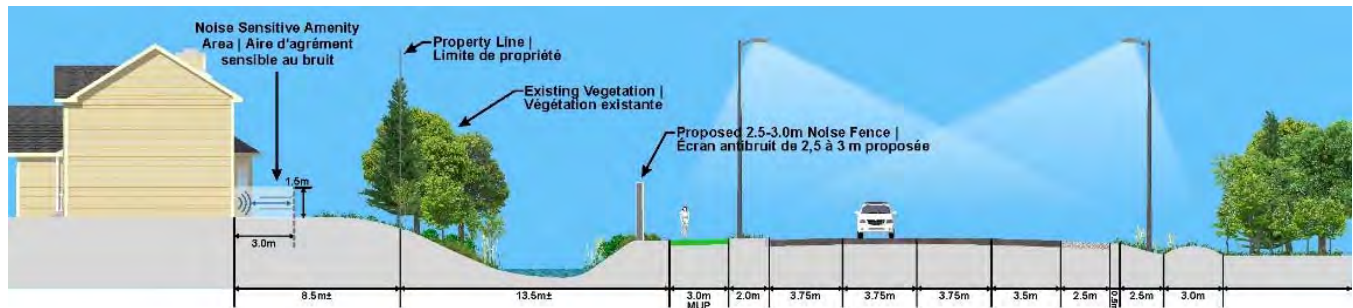 Noise Sensitive Amenity
Area | Aire d'agrément
sensible au bruit
Property Line |
Limite de propriété
Existing Vegetation |
Végétation existante
Proposed 2.5-3.0m Noise Fence |
Écran antibruit de 2,5 à 3 m proposée
1.5m
3.0m
8.5m±
13.5m±
3.0m
MUP
2.0m
3.75m
3.75m
3.75m
3.5m
2.5m
0.5m
2.5m
3.0m